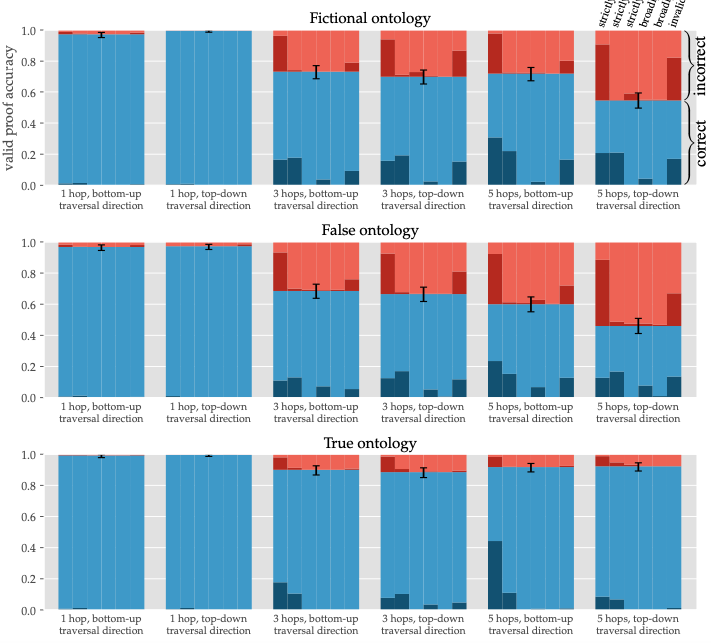 Fictional ontology
strictly
strictly
strictly
broadly
broadly
invalid
valid proof accuracy
1.0
0.8
0.6
0.4
0.2
0.0
incorrect
correct
1 hop, bottom-up
traversal direction
1 hop, top-down
traversal direction
3 hops, bottom-up
traversal direction
3 hops, top-down
traversal direction
5 hops, bottom-up
traversal direction
5 hops, top-down
traversal direction
False ontology
1.0
0.8
0.6
0.4
0.2
0.0
1 hop, bottom-up
traversal direction
1 hop, top-down
traversal direction
3 hops, bottom-up
traversal direction
3 hops, top-down
traversal direction
5 hops, bottom-up
traversal direction
5 hops, top-down
traversal direction
True ontology
1.0
0.8
0.6
0.4
0.2
0.0
1 hop, bottom-up
traversal direction
1 hop, top-down
traversal direction
3 hops, bottom-up
traversal direction
3 hops, top-down
traversal direction
5 hops, bottom-up
traversal direction
5 hops, top-down
traversal direction